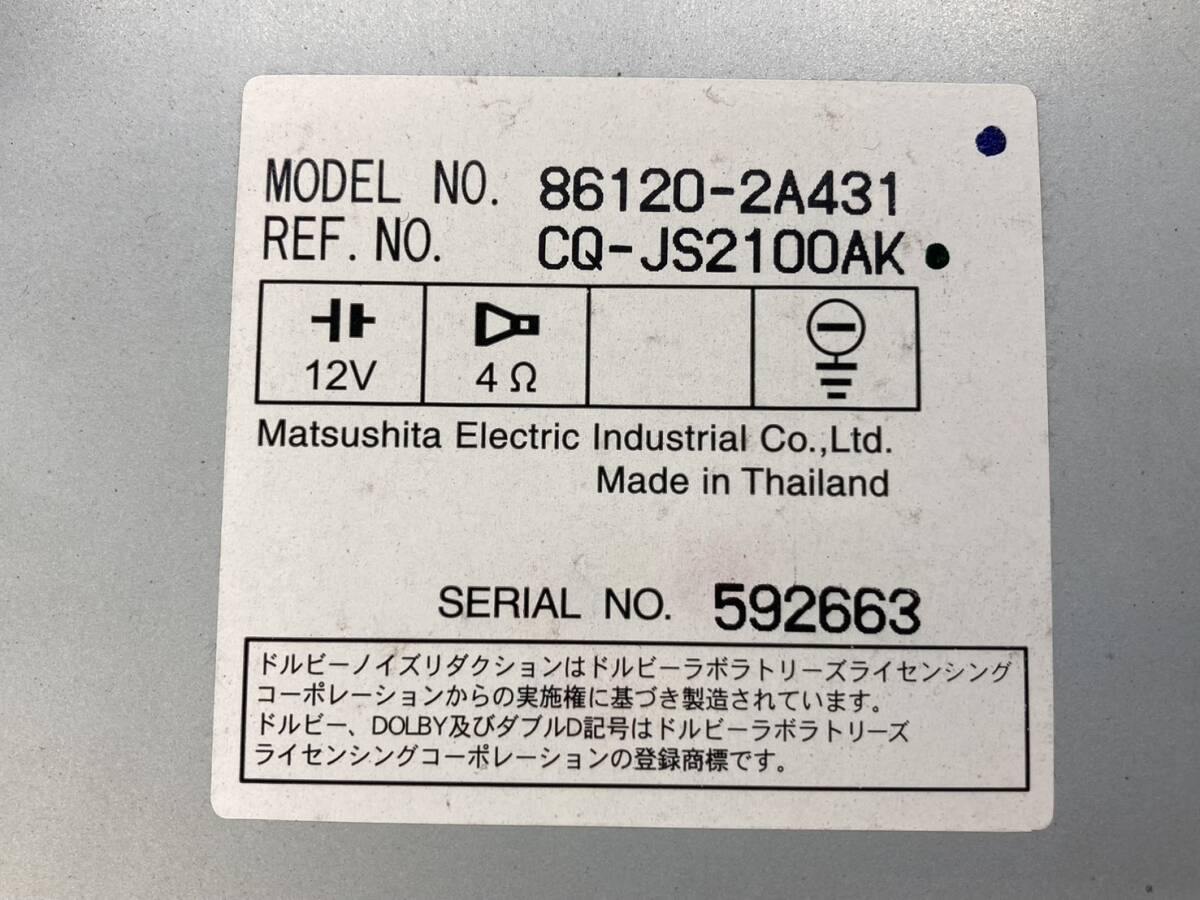 MODEL NO. 86120-2A431
REF.NO. CQ-JS2100AK
12V 4Ω
Matsushita Electric Industrial Co.,Ltd.
Made in Thailand
SERIAL NO. 592663
ドルビーノイズリダクションはドルビーラボラトリーズライセンシング
コーポレーションからの実施権に基づき製造されています。
ドルビー、DOLBY及びダブルD記号はドルビーラボラトリーズ
ライセンシングコーポレーションの登録商標です。